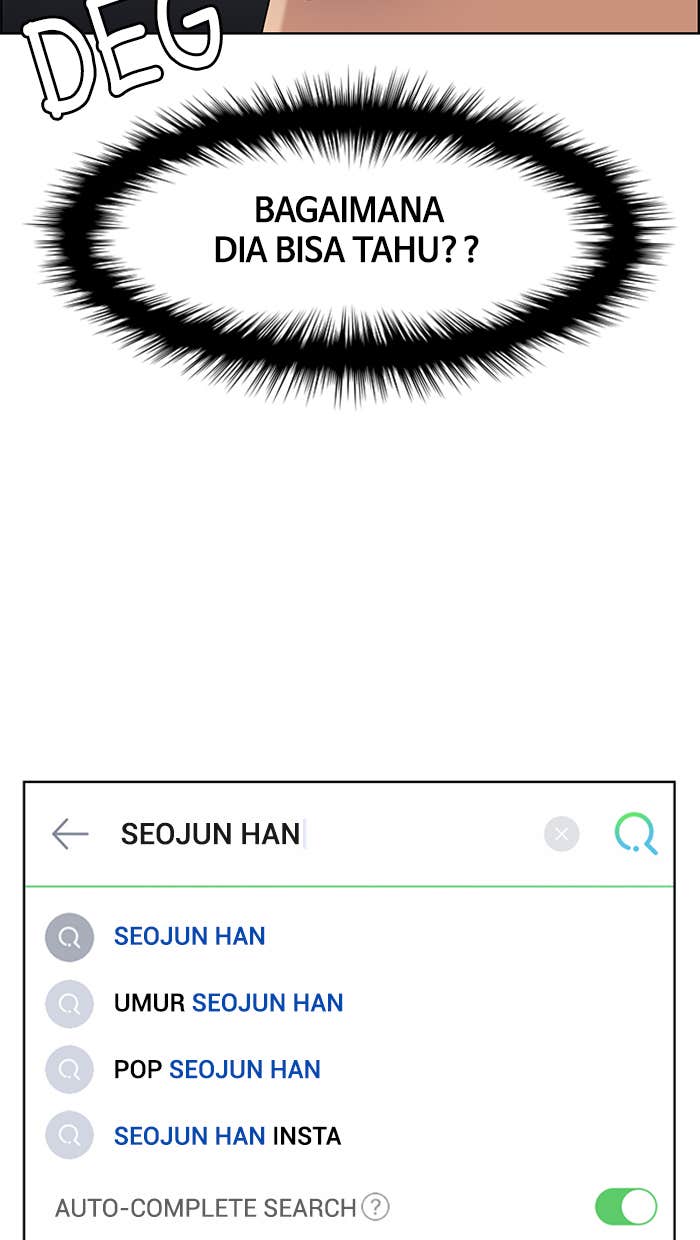 DEG
BAGAIMANA
DIA BISA TAHU??
SEOJUN HAN
SEOJUN HAN
UMUR SEOJUN HAN
POP SEOJUN HAN
SEOJUN HAN INSTA
AUTO-COMPLETE SEARCH ?